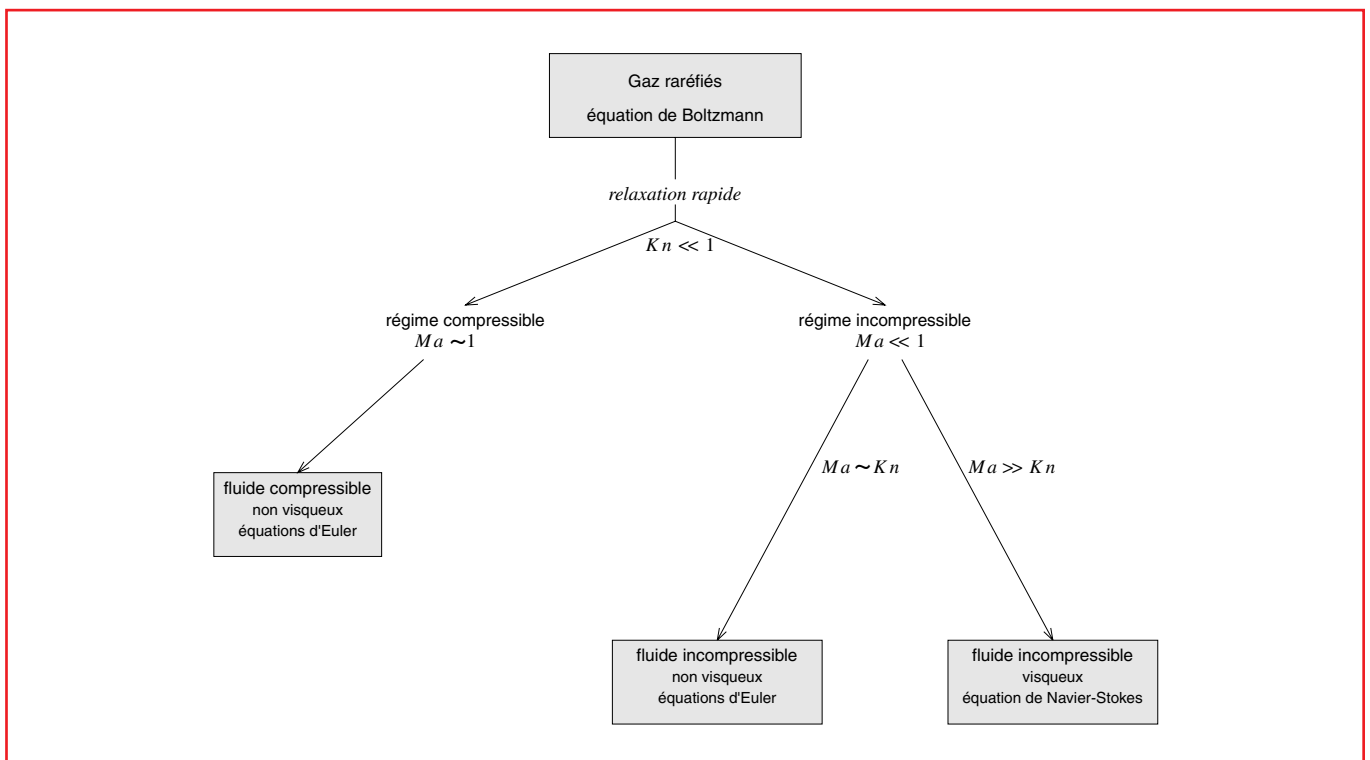 Gaz raréfiés
équation de Boltzmann
relaxation rapide
Kn << 1
régime compressible
Ma ~1
régime incompressible
Ma << 1
Ma ~ Kn
Ma >> Kn
fluide compressible
non visqueux
équations d'Euler
fluide incompressible
non visqueux
équations d'Euler
fluide incompressible
visqueux
équation de Navier-Stokes